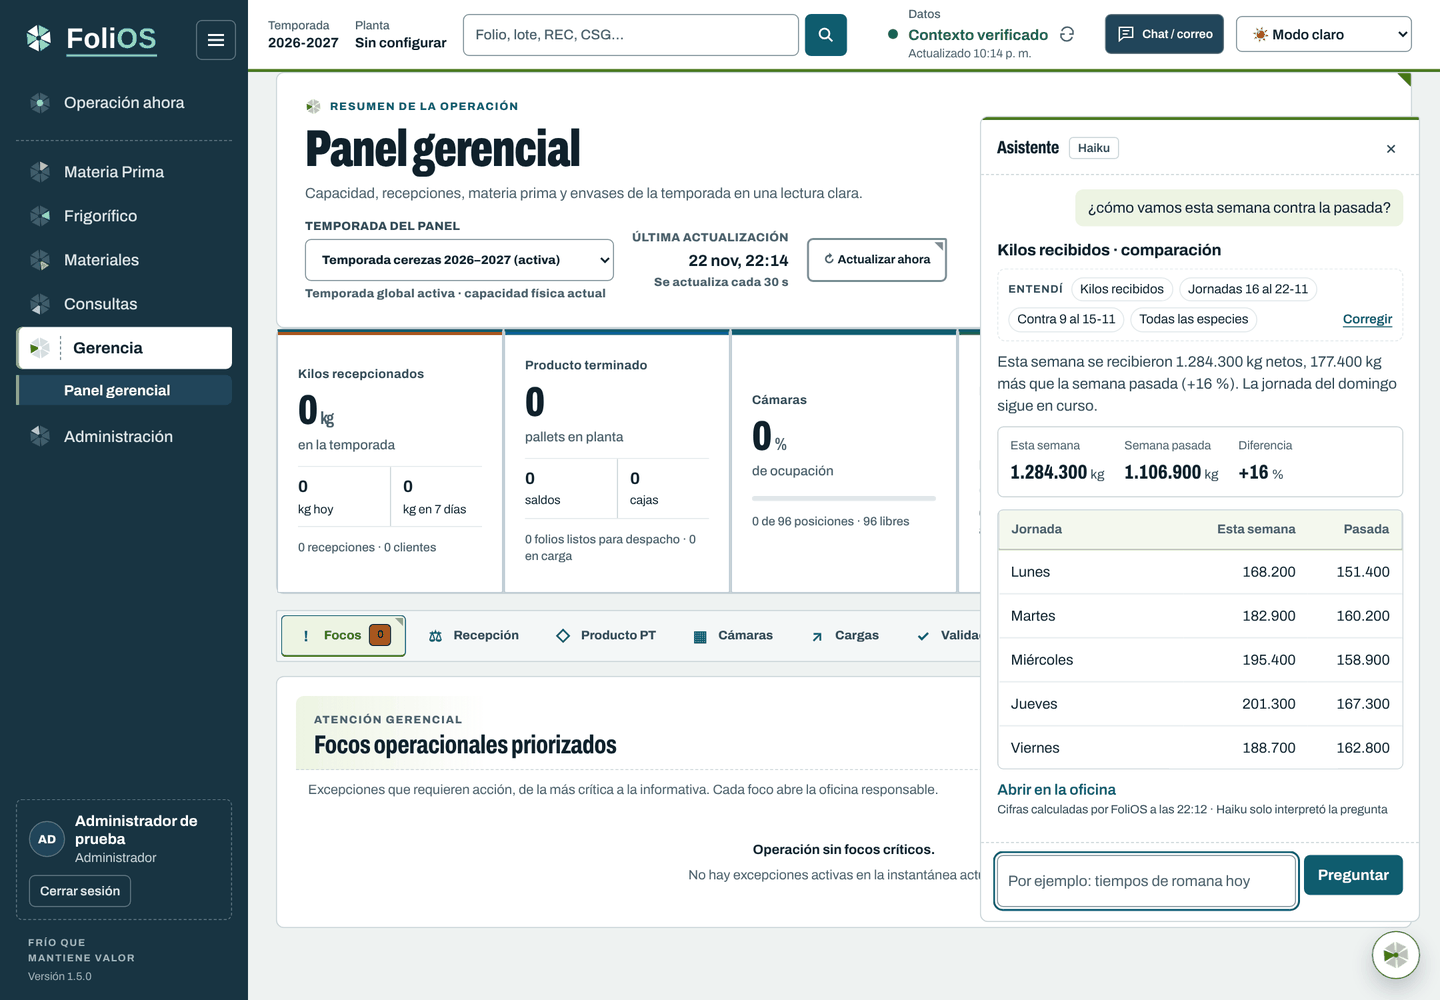 FoliOS
Operación ahora
Materia Prima
Frigorífico
Materiales
Consultas
Gerencia
Panel gerencial
Administración
AD
Administrador de
prueba
Administrador
Cerrar sesión
FRÍO QUE
MANTIENE VALOR
Versión 1.5.0
Temporada
2026-2027
Planta
Sin configurar
Folio, lote, REC, CSG...
Datos
Contexto verificado
Actualizado 10:14 p. m.
Chat / correo
Modo claro
RESUMEN DE LA OPERACIÓN
Panel gerencial
Capacidad, recepciones, materia prima y envases de la temporada en una lectura clara.
TEMPORADA DEL PANEL
Temporada cerezas 2026–2027 (activa)
Temporada global activa · capacidad física actual
ÚLTIMA ACTUALIZACIÓN
22 nov, 22:14
Se actualiza cada 30 s
↻ Actualizar ahora
Kilos recepcionados
0 kg
en la temporada
0
kg hoy
0
kg en 7 días
0 recepciones · 0 clientes
Producto terminado
0
pallets en planta
0
saldos
0
cajas
0 folios listos para despacho · 0
en carga
Cámaras
0 %
de ocupación
0 de 96 posiciones · 96 libres
! Focos 0
Recepción
Producto PT
Cámaras
Cargas
ATENCIÓN GERENCIAL
Focos operacionales priorizados
Excepciones que requieren acción, de la más crítica a la informativa. Cada foco abre la oficina responsable.
Operación sin focos críticos.
No hay excepciones activas en la instantánea
Asistente
Haiku
×
¿cómo vamos esta semana contra la pasada?
Kilos recibidos · comparación
ENTENDÍ
Kilos recibidos
Jornadas 16 al 22-11
Contra 9 al 15-11
Todas las especies
Corregir
Esta semana se recibieron 1.284.300 kg netos, 177.400 kg
más que la semana pasada (+16 %). La jornada del domingo
sigue en curso.
Esta semana
1.284.300 kg
Semana pasada
1.106.900 kg
Diferencia
+16 %
Jornada Esta semana Pasada
Lunes 168.200 151.400
Martes 182.900 160.200
Miércoles 195.400 158.900
Jueves 201.300 167.300
Viernes 188.700 162.800
Abrir en la oficina
Cifras calculadas por FoliOS a las 22:12 · Haiku solo interpretó la pregunta
Por ejemplo: tiempos de romana hoy
Preguntar